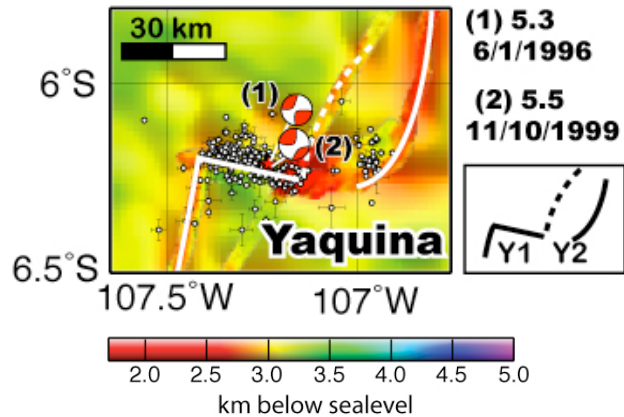 30 km
(1) 5.3
6/1/1996
6°S
(1)
(2) 5.5
(2)
11/10/1999
Yaquina
Y1 Y2
6.5°S
107.5°W 107°W
2.0 2.5 3.0 3.5 4.0 4.5 5.0
km below sealevel